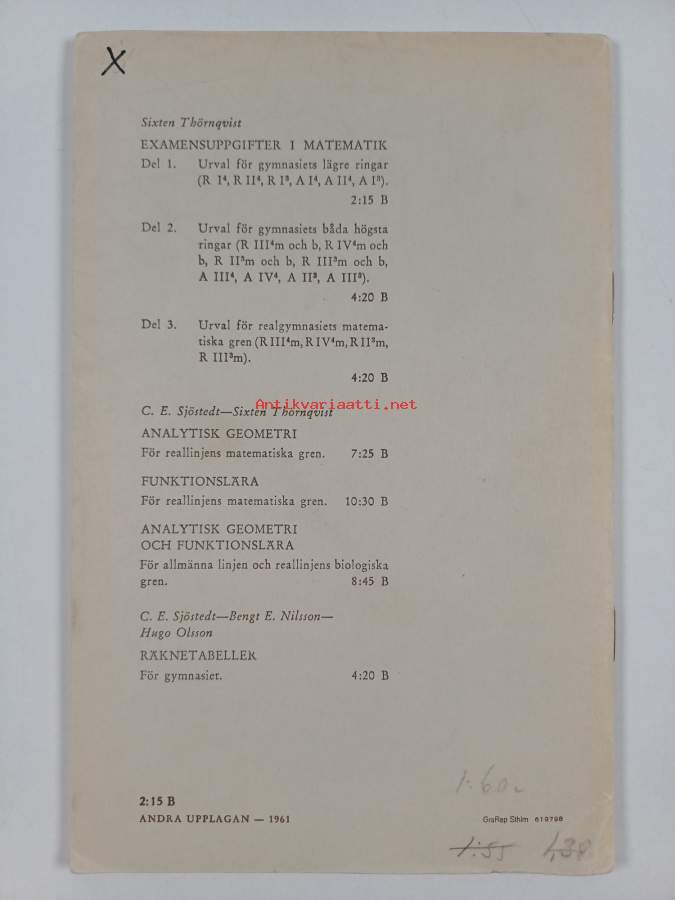 X
Sixten Thörnqvist
EXAMENSUPPGIFTER I MATEMATIK
Del 1. Urval för gymnasiets lägre ringar
(R I⁴, R II⁴, R I³, A I⁴, A II⁴, A I³).
2:15 B
Del 2. Urval för gymnasiets båda högsta
ringar (R III⁴m och b, R IV⁴m och
b, R II³m och b, R III³m och b,
A III⁴, A IV⁴, A II³, A III³).
4:20 B
Del 3. Urval för realgymnasiets matema-
tiska gren (R III⁴m, R IV⁴m, R II³m,
R III³m).
4:20 B
Antikvariaatti.net
C. E. Sjöstedt—Sixten Thörnqvist
ANALYTISK GEOMETRI
För reallinjens matematiska gren. 7:25 B
FUNKTIONSLÄRA
För reallinjens matematiska gren. 10:30 B
ANALYTISK GEOMETRI
OCH FUNKTIONSLÄRA
För allmänna linjen och reallinjens biologiska
gren. 8:45 B
C. E. Sjöstedt—Bengt E. Nilsson—
Hugo Olsson
RÄKNETABELLER
För gymnasiet. 4:20 B
1:60
2:15 B
ANDRA UPPLAGAN — 1961
GraRep Sthlm 619798
1:55